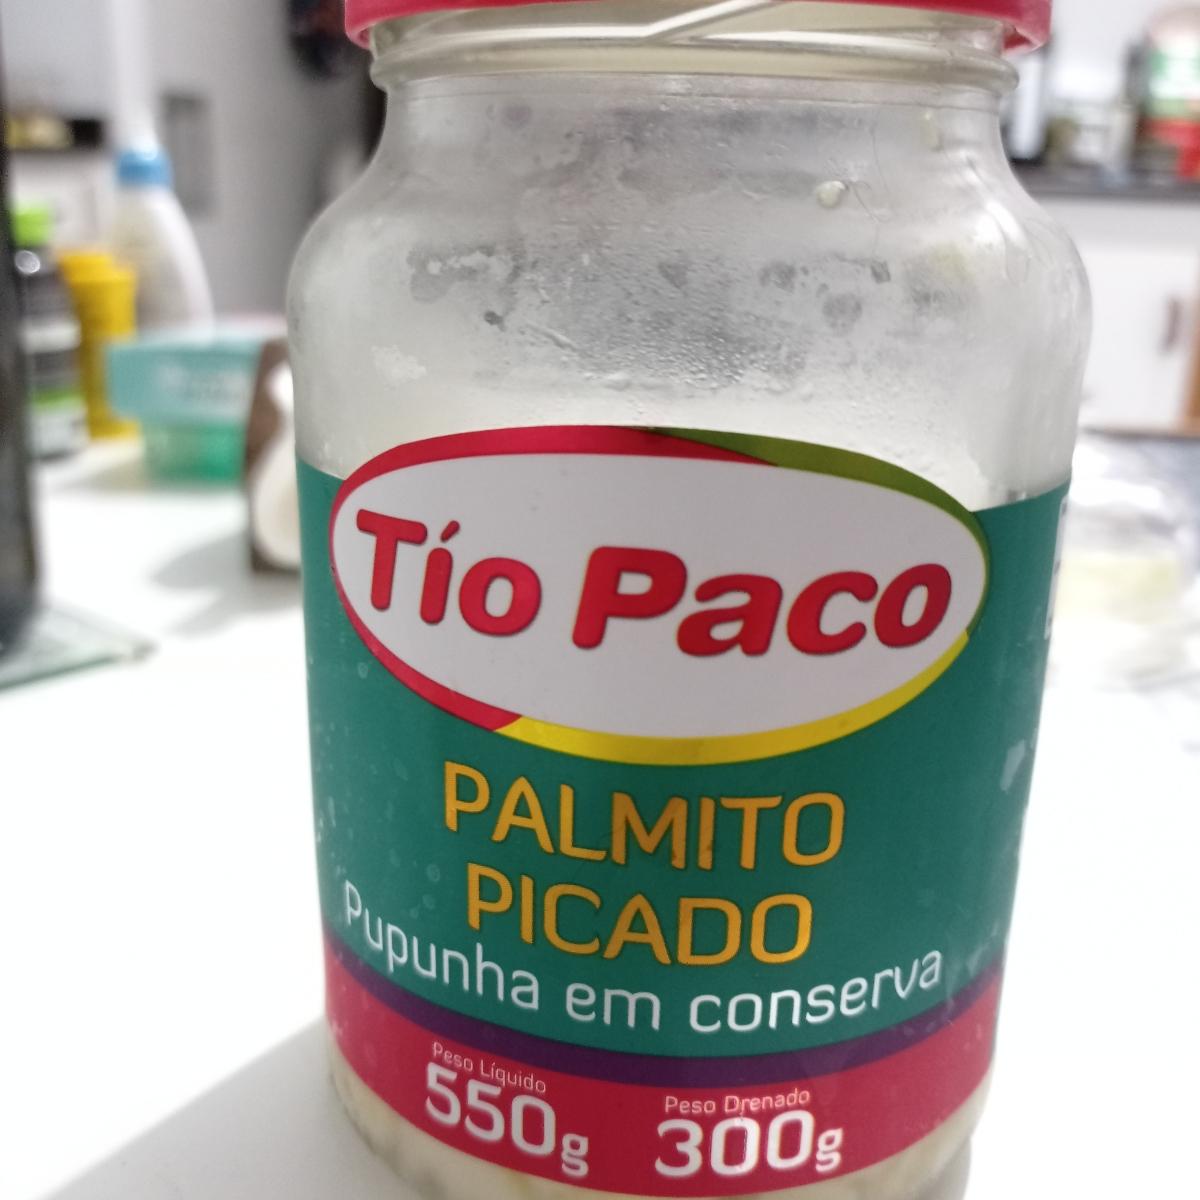 Tío Paco
PALMITO
PICADO
Pupunha em conserva
Peso Líquido
550g
Peso Drenado
300g